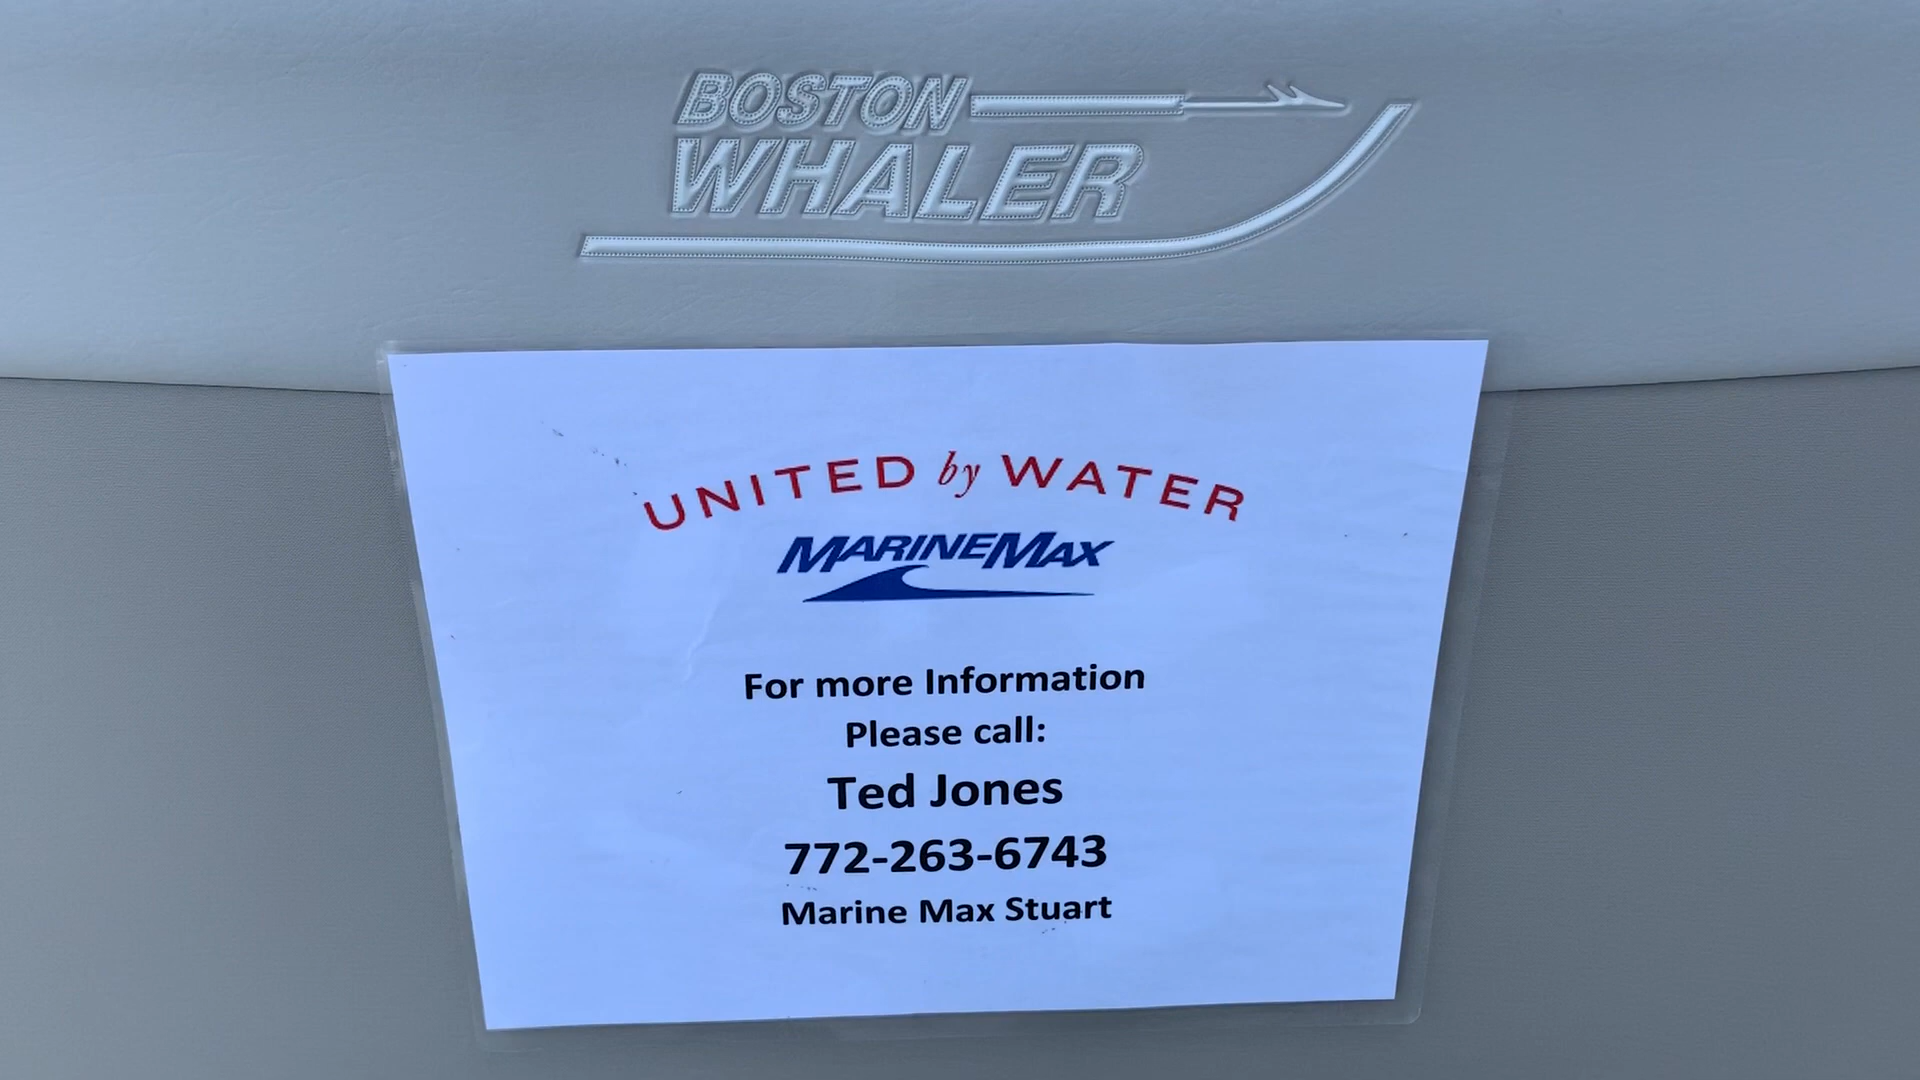 BOSTON
WHALER
UNITED by WATER
MARINEMAX
For more Information
Please call:
Ted Jones
772-263-6743
Marine Max Stuart